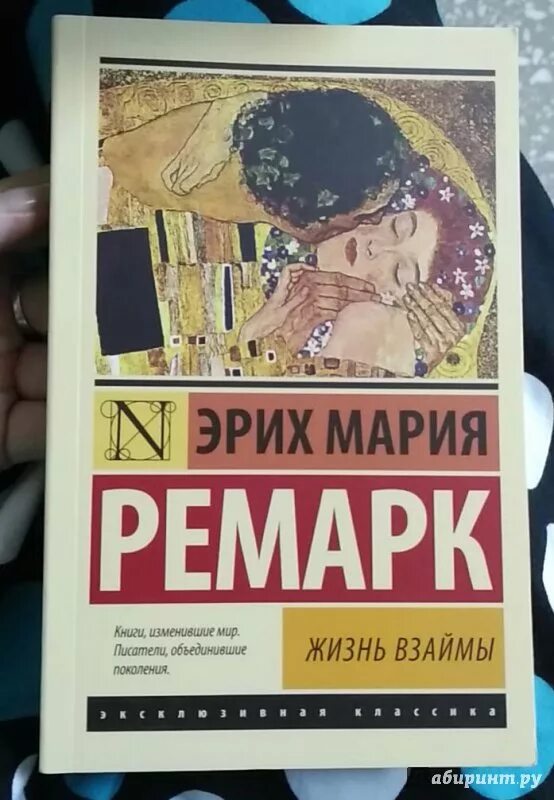 N
ЭРИХ МАРИЯ
РЕМАРК
Книги, изменившие мир.
Писатели, объединившие
поколения.
ЖИЗНЬ ВЗАЙМЫ
эксклюзивная классика
абиринт.ру